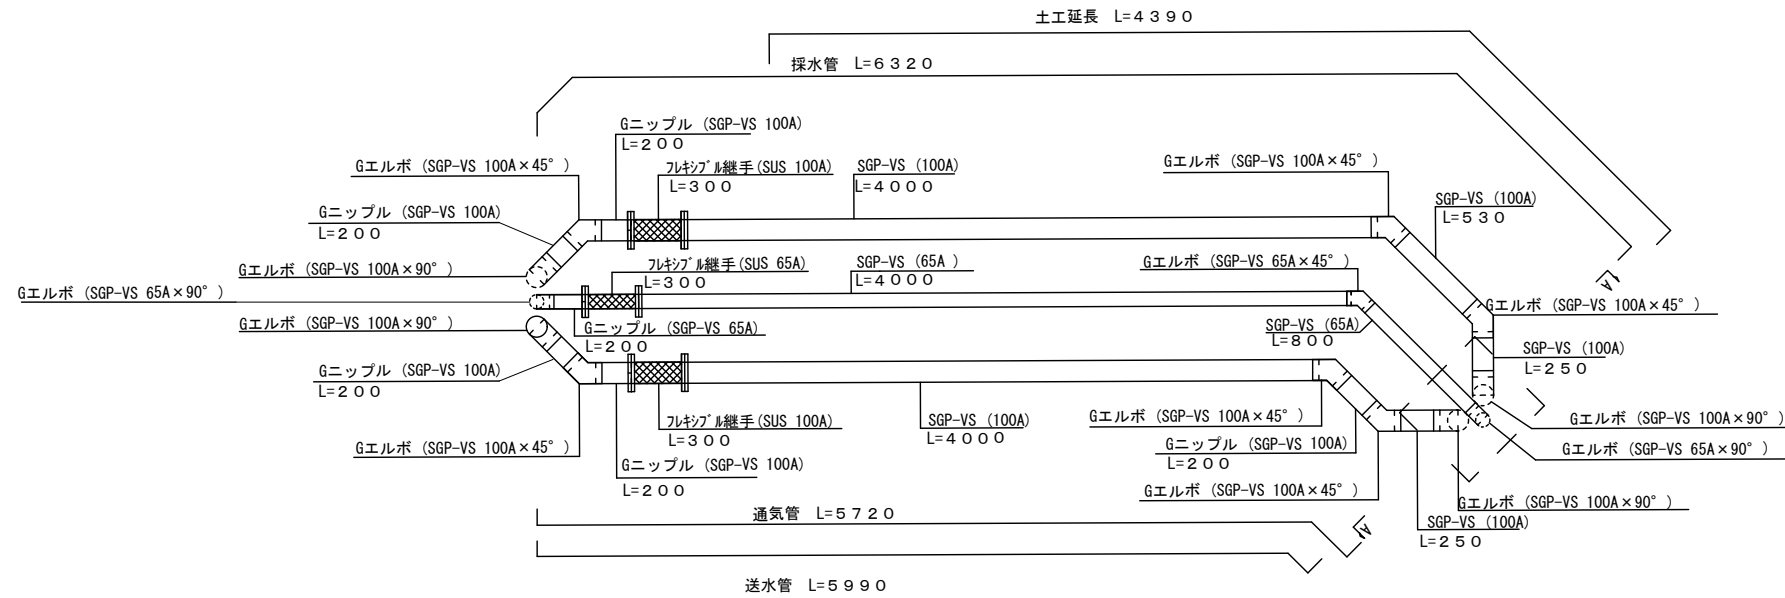 土工延長 L=４３９０
採水管 L=６３２０
Gニップル (SGP-VS 100A)
L=２００
Gエルボ (SGP-VS 100A×45°)
ﾌﾚｷｼﾌﾞﾙ継手(SUS 100A)
L=３００
SGP-VS (100A)
L=４０００
Gエルボ (SGP-VS 100A×45°)
SGP-VS (100A)
L=５３０
Gニップル (SGP-VS 100A)
L=２００
Gエルボ (SGP-VS 100A×90°)
ﾌﾚｷｼﾌﾞﾙ継手(SUS 65A)
L=３００
SGP-VS (65A )
L=４０００
Gエルボ (SGP-VS 65A×45°)
A
Gエルボ (SGP-VS 65A×90°)
Gエルボ (SGP-VS 100A×45°)
Gエルボ (SGP-VS 100A×90°)
Gニップル (SGP-VS 65A)
L=２００
SGP-VS (65A)
L=８００
SGP-VS (100A)
L=２５０
Gニップル (SGP-VS 100A)
L=２００
ﾌﾚｷｼﾌﾞﾙ継手(SUS 100A)
L=３００
SGP-VS (100A)
L=４０００
Gエルボ (SGP-VS 100A×45°)
Gエルボ (SGP-VS 100A×90°)
Gエルボ (SGP-VS 100A×45°)
Gニップル (SGP-VS 100A)
L=２００
Gエルボ (SGP-VS 65A×90°)
Gニップル (SGP-VS 100A)
L=２００
Gエルボ (SGP-VS 100A×45°)
Gエルボ (SGP-VS 100A×90°)
通気管 L=５７２０
A
SGP-VS (100A)
L=２５０
送水管 L=５９９０